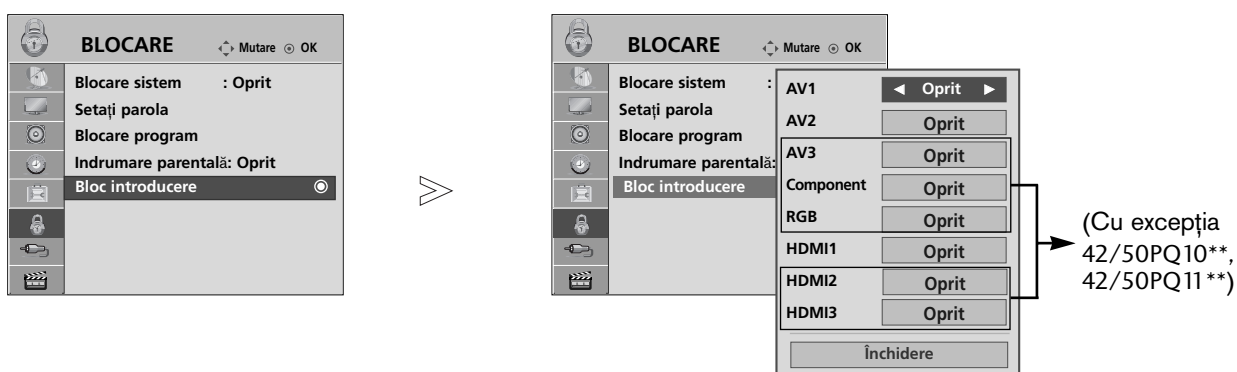 BLOCARE Mutare OK
Blocare sistem : Oprit
Setați parola
Blocare program
Indrumare parentală: Oprit
Bloc introducere
BLOCARE Mutare OK
Blocare sistem :
Setați parola
Blocare program
Indrumare parentală:
Bloc introducere
AV1 ◄ Oprit ►
AV2 Oprit
AV3 Oprit
Component Oprit
RGB Oprit
HDMI1 Oprit
HDMI2 Oprit
HDMI3 Oprit
Închidere
(Cu excepția
42/50PQ10**,
42/50PQ11**)